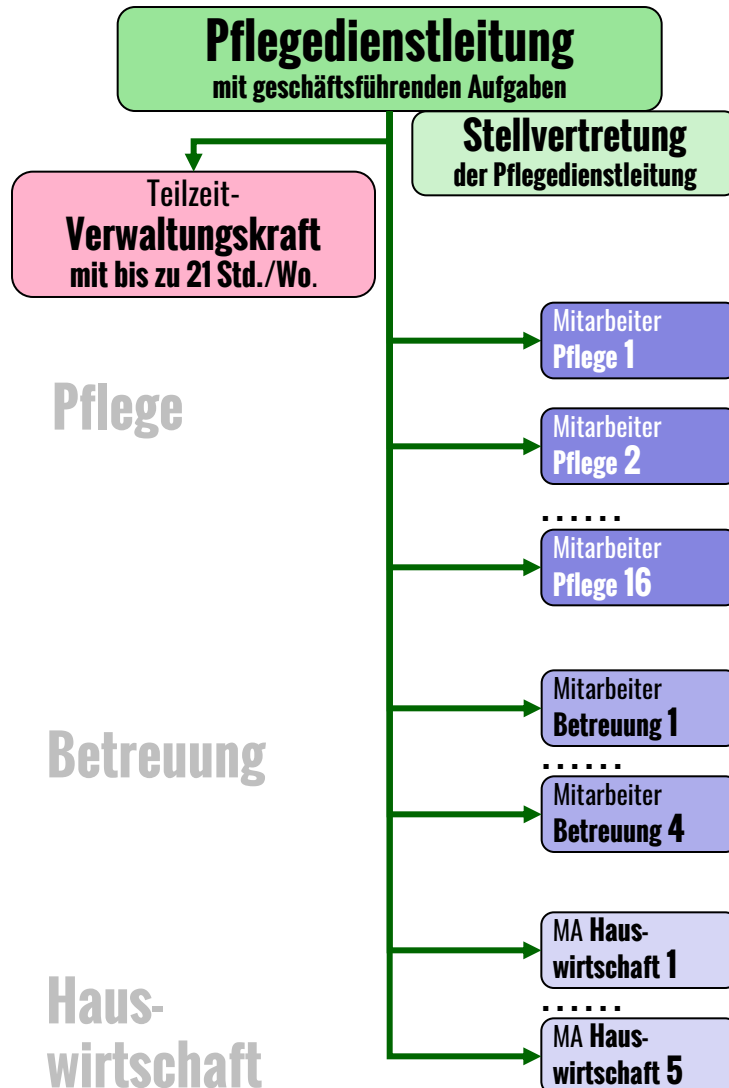 Pflegedienstleitung
mit geschäftsführenden Aufgaben
Stellvertretung
der Pflegedienstleitung
Teilzeit-
Verwaltungskraft
mit bis zu 21 Std./Wo.
Pflege
Mitarbeiter
Pflege 1
Mitarbeiter
Pflege 2
......
Mitarbeiter
Pflege 16
Betreuung
Mitarbeiter
Betreuung 1
......
Mitarbeiter
Betreuung 4
Haus-
wirtschaft
MA Haus-
wirtschaft 1
......
MA Haus-
wirtschaft 5